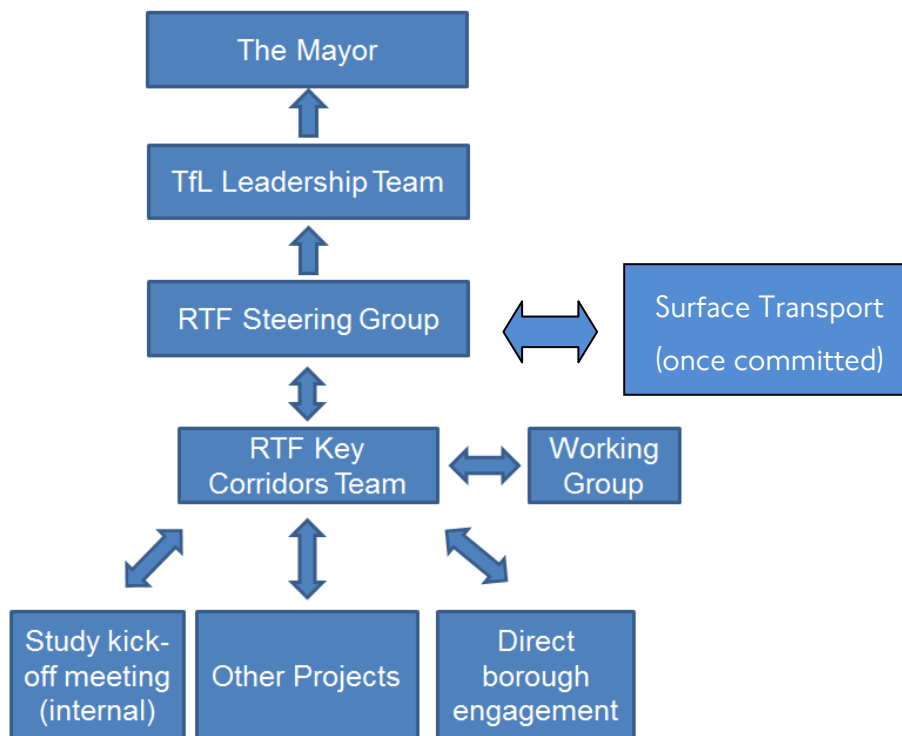 The Mayor
TfL Leadership Team
RTF Steering Group
Surface Transport
(once committed)
RTF Key
Corridors Team
Working
Group
Study kick-
off meeting
(internal)
Other Projects
Direct
borough
engagement